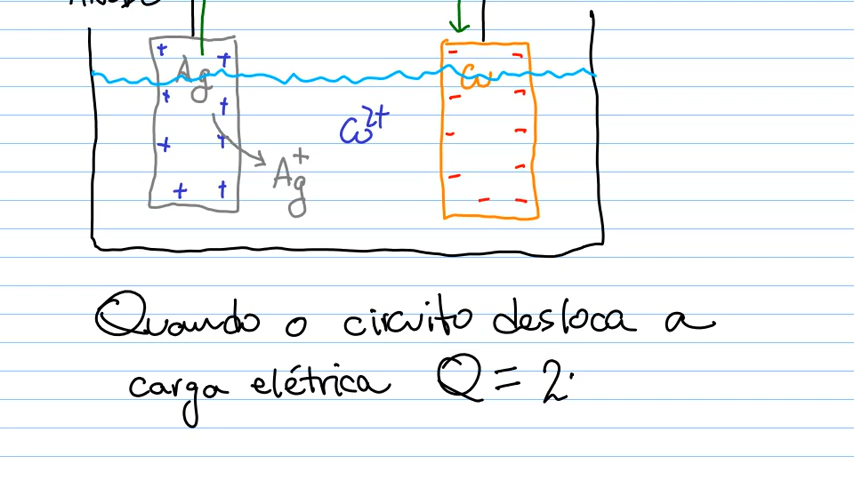 Ag
Cu
Cu2+
Ag+
Quando o circuito desloca a
carga elétrica Q = 2·